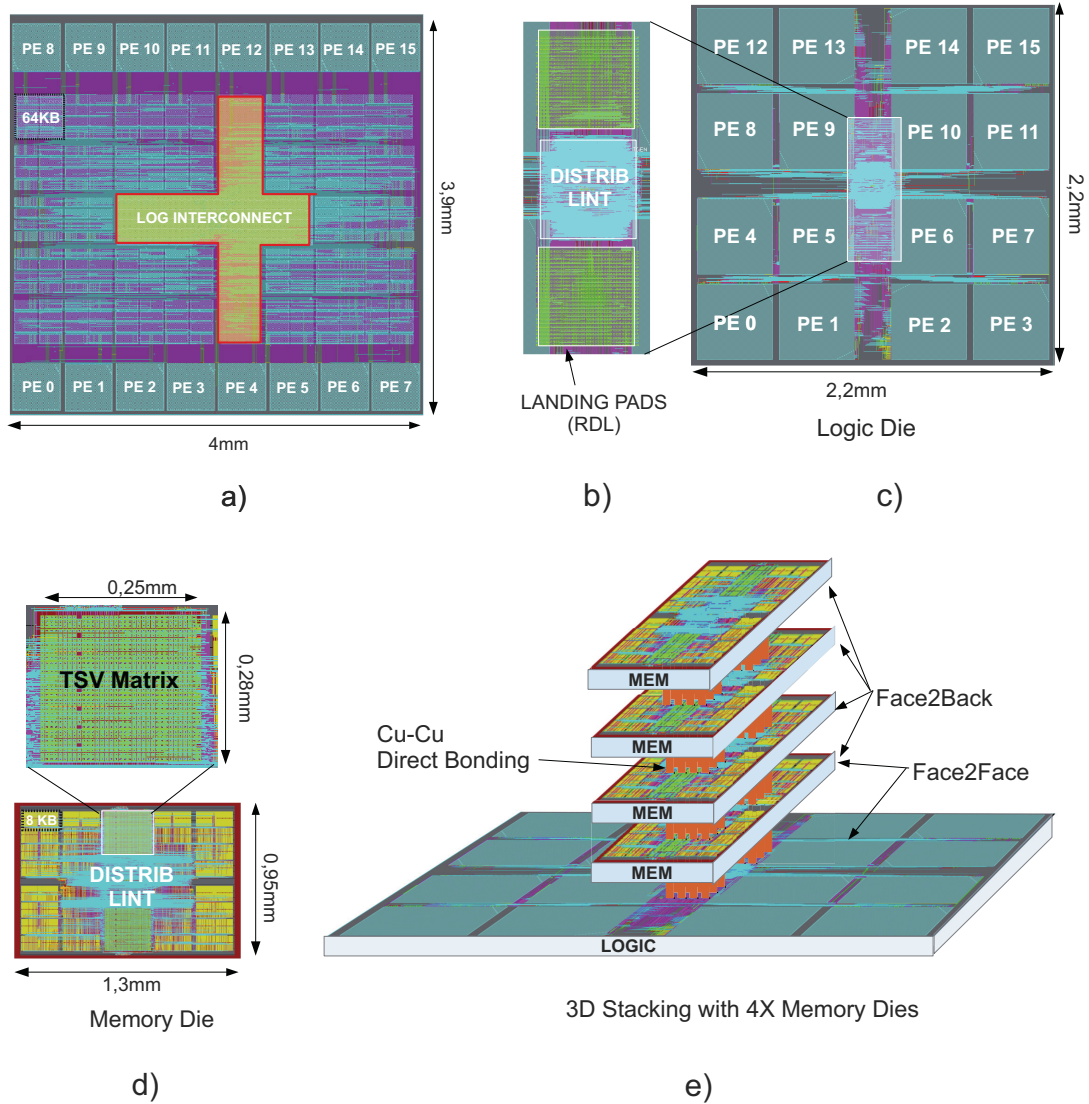 PE 8 PE 9 PE 10 PE 11 PE 12 PE 13 PE 14 PE 15
64KB
LOG INTERCONNECT
PE 0 PE 1 PE 2 PE 3 PE 4 PE 5 PE 6 PE 7
3,9mm
4mm
a)
DISTRIB
LINT
LANDING PADS
(RDL)
b)
PE 12 PE 13 PE 14 PE 15
PE 8 PE 9 PE 10 PE 11
PE 4 PE 5 PE 6 PE 7
PE 0 PE 1 PE 2 PE 3
2,2mm
2,2mm
Logic Die
c)
0,25mm
TSV Matrix
0,28mm
8 KB
DISTRIB
LINT
0,95mm
1,3mm
Memory Die
d)
MEM
MEM
MEM
MEM
LOGIC
Cu-Cu
Direct Bonding
Face2Back
Face2Face
3D Stacking with 4X Memory Dies
e)